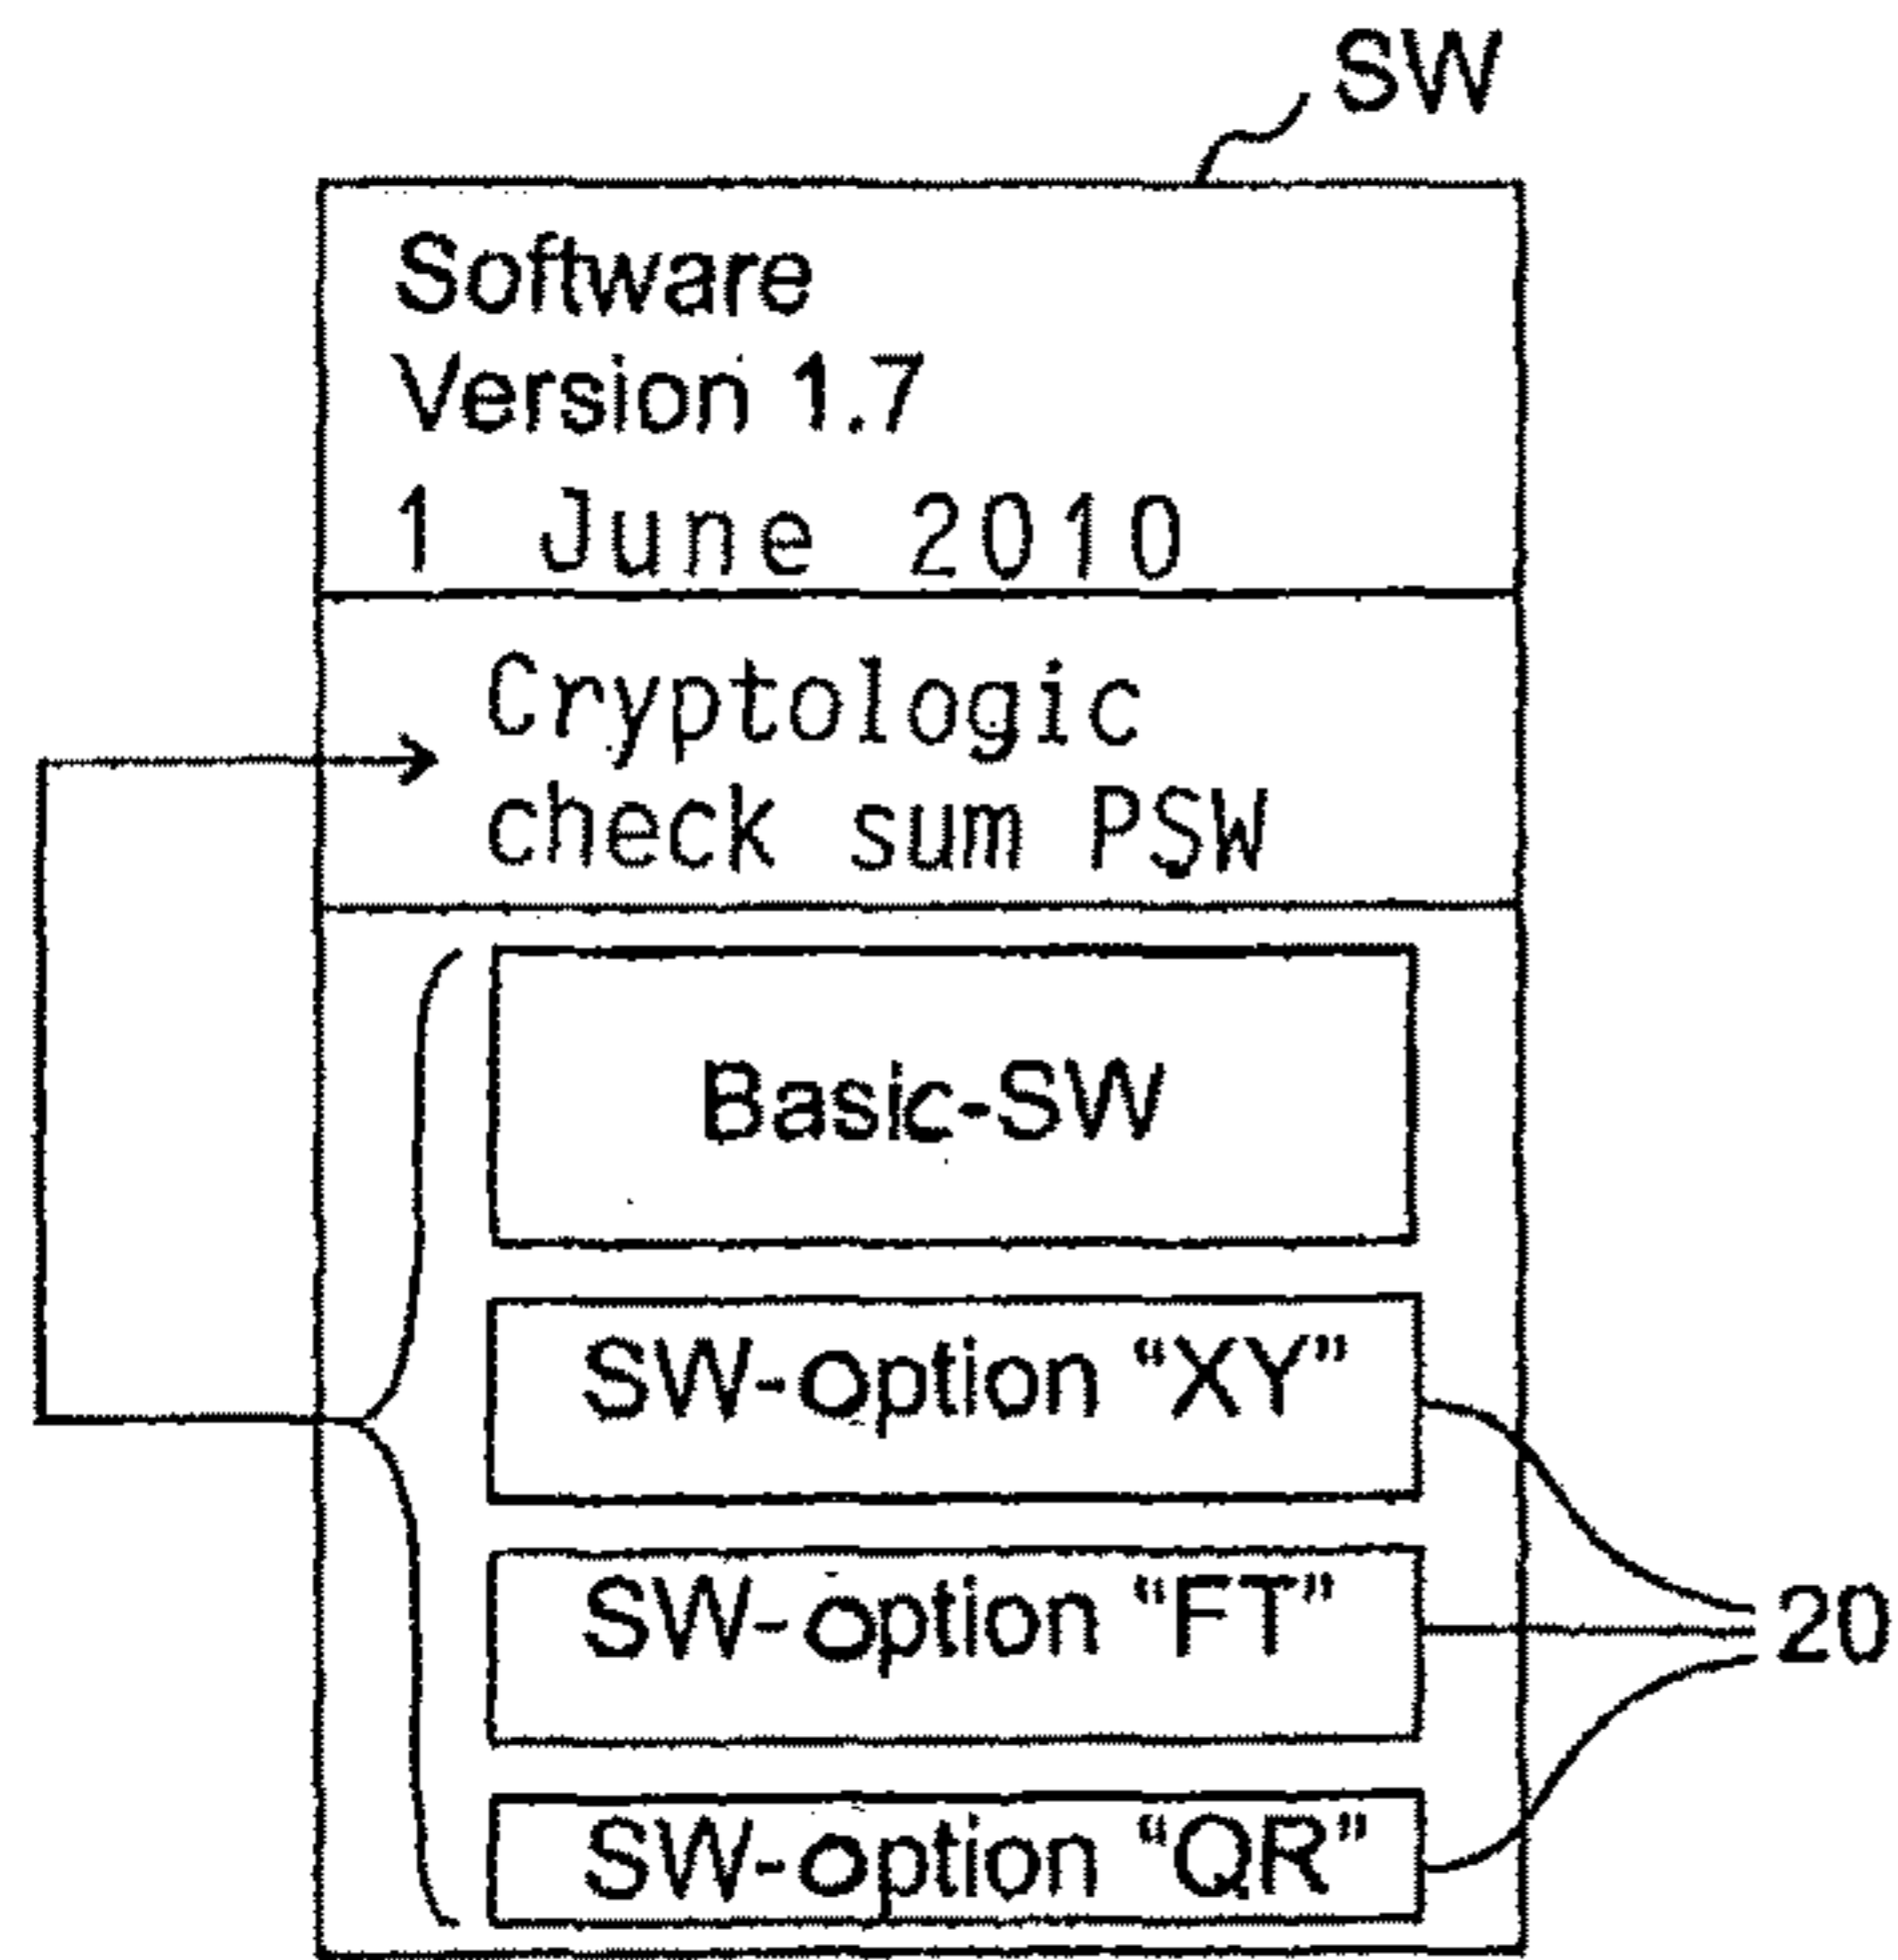 SW
Software
Version 1.7
1 June 2010
Cryptologic
check sum PSW
Basic-SW
SW-option “XY”
SW-option “FT”
20
SW-option “QR”